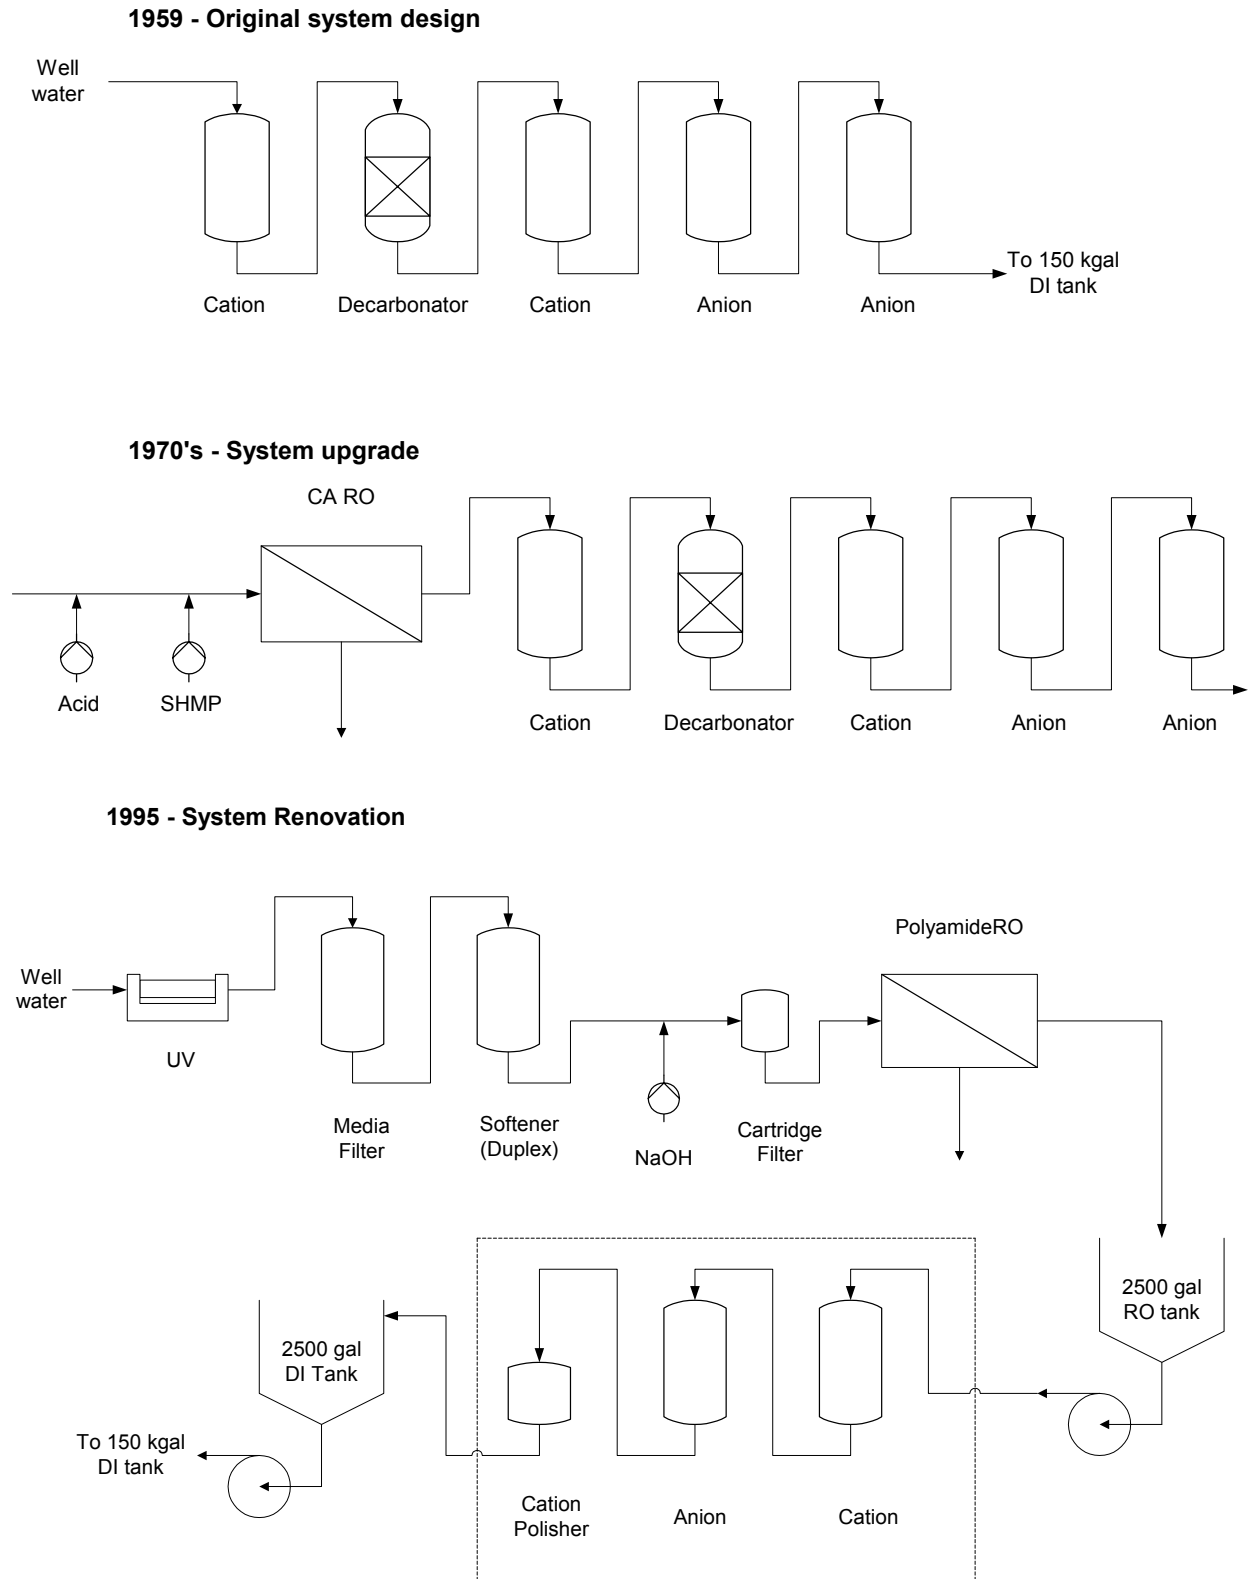 1959 - Original system design
Well
water
To 150 kgal
DI tank
Cation
Decarbonator
Cation
Anion
Anion
1970's - System upgrade
CA RO
Acid
SHMP
Cation
Decarbonator
Cation
Anion
Anion
1995 - System Renovation
PolyamideRO
Well
water
UV
Media
Filter
Softener
(Duplex)
NaOH
Cartridge
Filter
2500 gal
RO tank
2500 gal
DI Tank
To 150 kgal
DI tank
Cation
Polisher
Anion
Cation